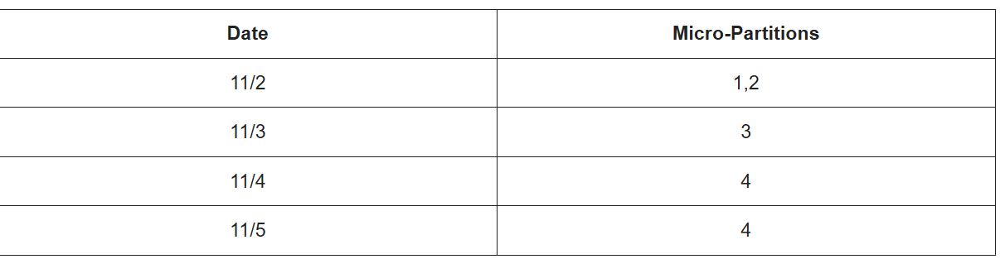 Date Micro-Partitions
11/2 1,2
11/3 3
11/4 4
11/5 4